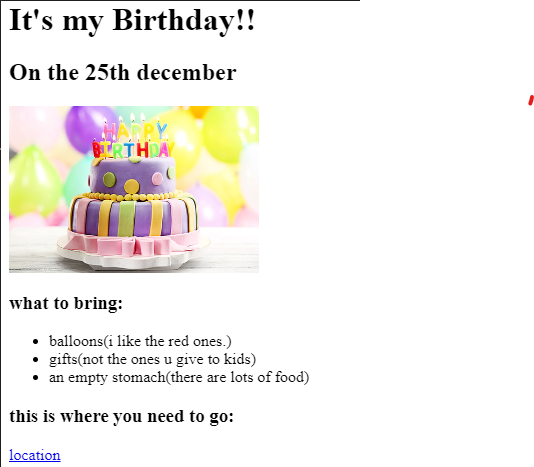 It's my Birthday!!
On the 25th december
HAPPY
BIRTHDAY
what to bring:
balloons(i like the red ones.)
gifts(not the ones u give to kids)
an empty stomach(there are lots of food)
this is where you need to go:
location